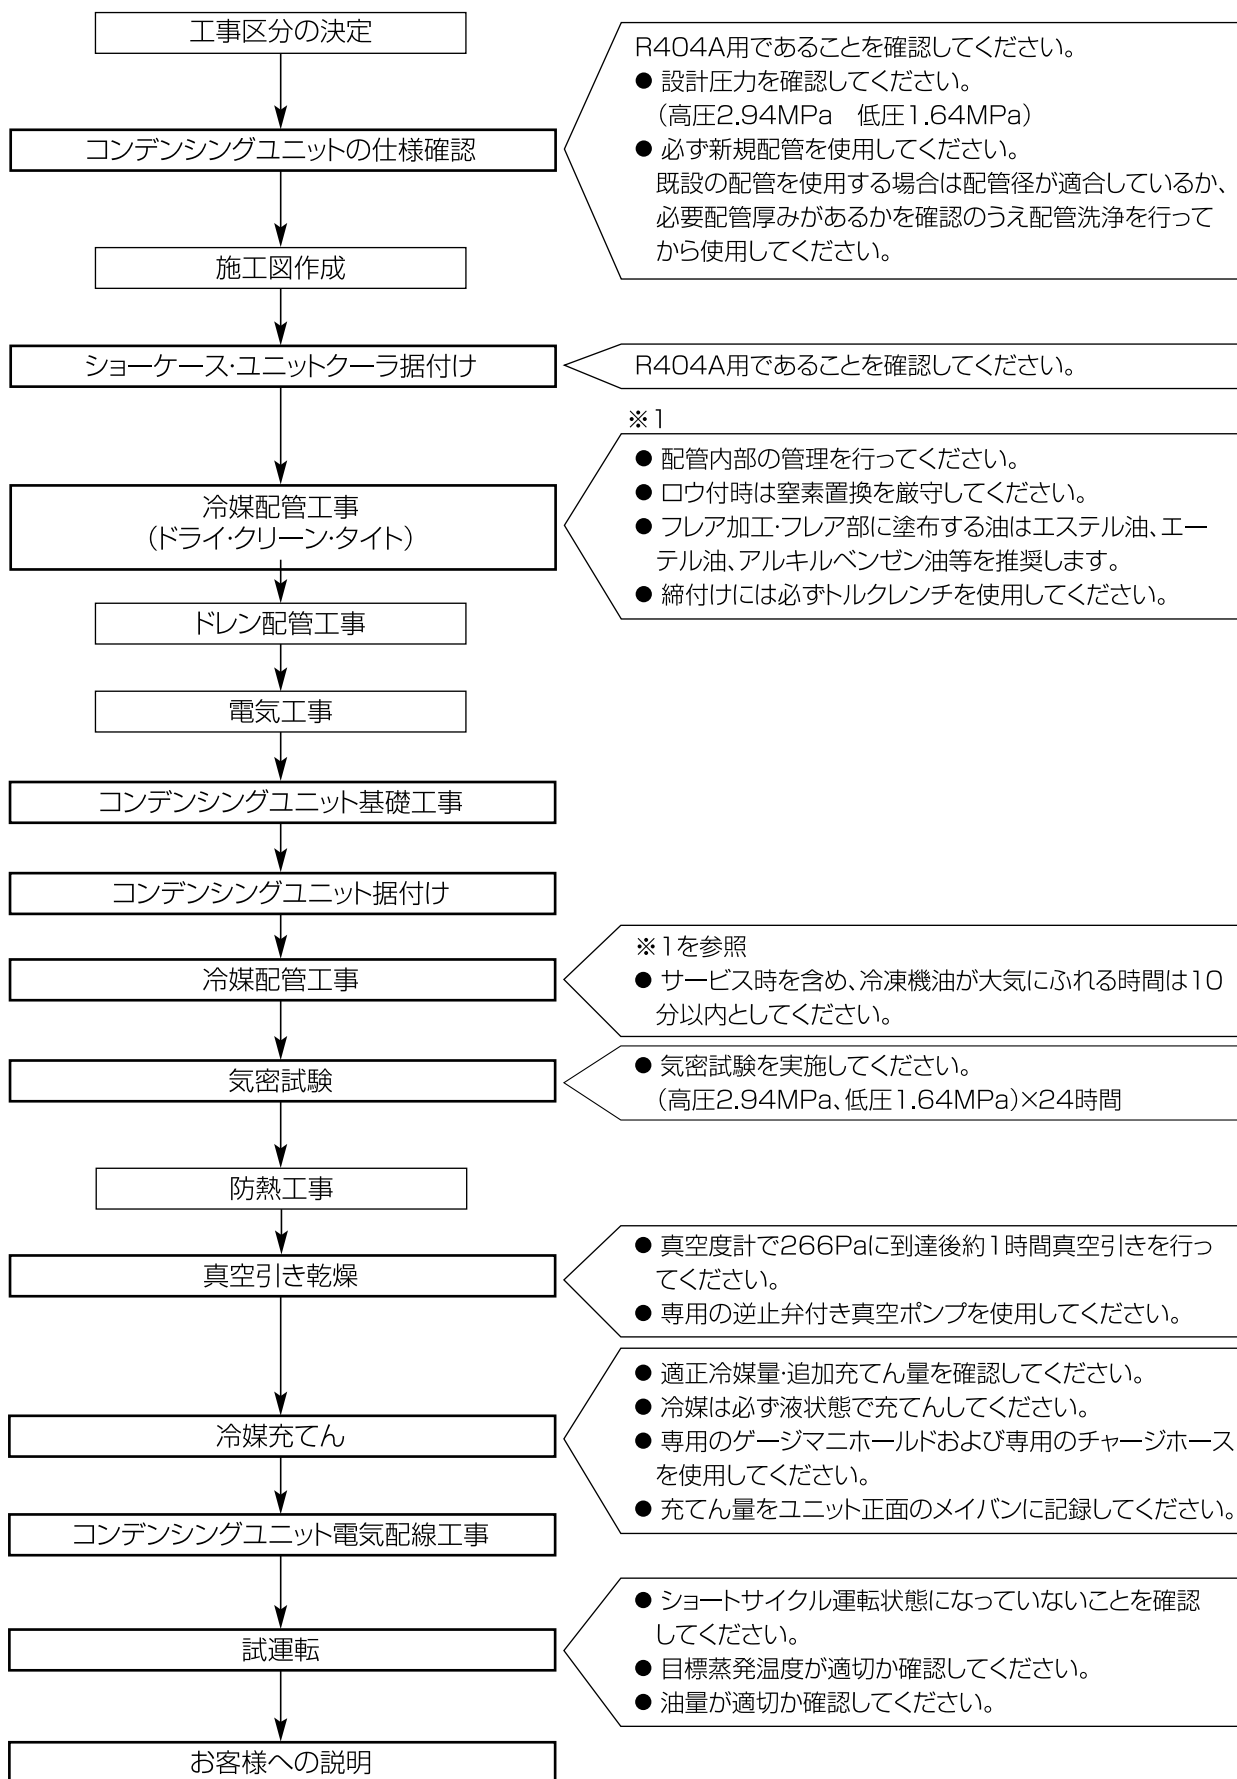 工事区分の決定
コンデンシングユニットの仕様確認
R404A用であることを確認してください。
● 設計圧力を確認してください。
（高圧2.94MPa　低圧1.64MPa）
● 必ず新規配管を使用してください。
既設の配管を使用する場合は配管径が適合しているか、
必要配管厚みがあるかを確認のうえ配管洗浄を行って
から使用してください。
施工図作成
ショーケース・ユニットクーラ据付け
R404A用であることを確認してください。
冷媒配管工事
（ドライ・クリーン・タイト）
※1
● 配管内部の管理を行ってください。
● ロウ付時は窒素置換を厳守してください。
● フレア加工・フレア部に塗布する油はエステル油、エー
テル油、アルキルベンゼン油等を推奨します。
● 締付けには必ずトルクレンチを使用してください。
ドレン配管工事
電気工事
コンデンシングユニット基礎工事
コンデンシングユニット据付け
冷媒配管工事
※1を参照
● サービス時を含め、冷凍機油が大気にふれる時間は10
分以内としてください。
気密試験
● 気密試験を実施してください。
（高圧2.94MPa、低圧1.64MPa）×24時間
防熱工事
真空引き乾燥
● 真空度計で266Paに到達後約1時間真空引きを行っ
てください。
● 専用の逆止弁付き真空ポンプを使用してください。
冷媒充てん
● 適正冷媒量・追加充てん量を確認してください。
● 冷媒は必ず液状態で充てんしてください。
● 専用のゲージマニホールドおよび専用のチャージホース
を使用してください。
● 充てん量をユニット正面のメイバンに記録してください。
コンデンシングユニット電気配線工事
試運転
● ショートサイクル運転状態になっていないことを確認
してください。
● 目標蒸発温度が適切か確認してください。
● 油量が適切か確認してください。
お客様への説明